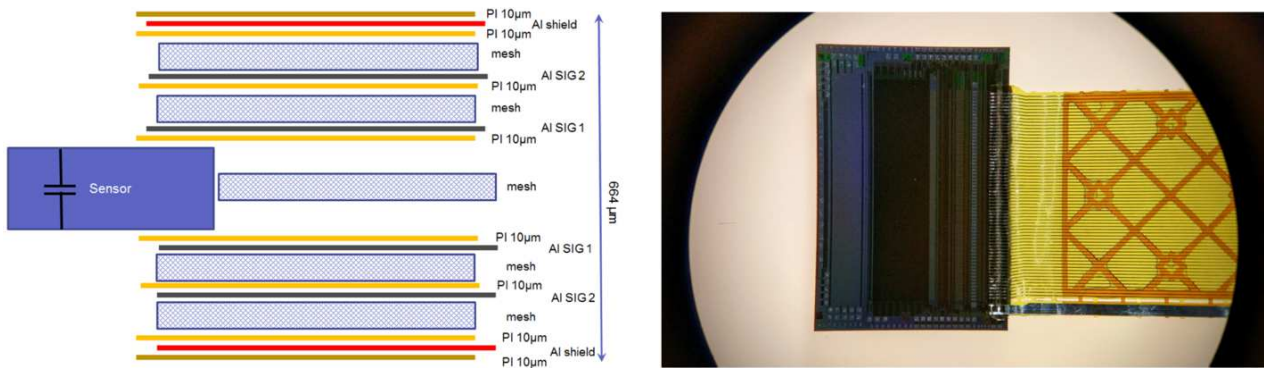 PI 10µm
Al shield
PI 10µm
mesh
Al SIG 2
PI 10µm
mesh
Al SIG 1
PI 10µm
Sensor
mesh
664 µm
PI 10µm
Al SIG 1
mesh
PI 10µm
Al SIG 2
mesh
PI 10µm
Al shield
PI 10µm